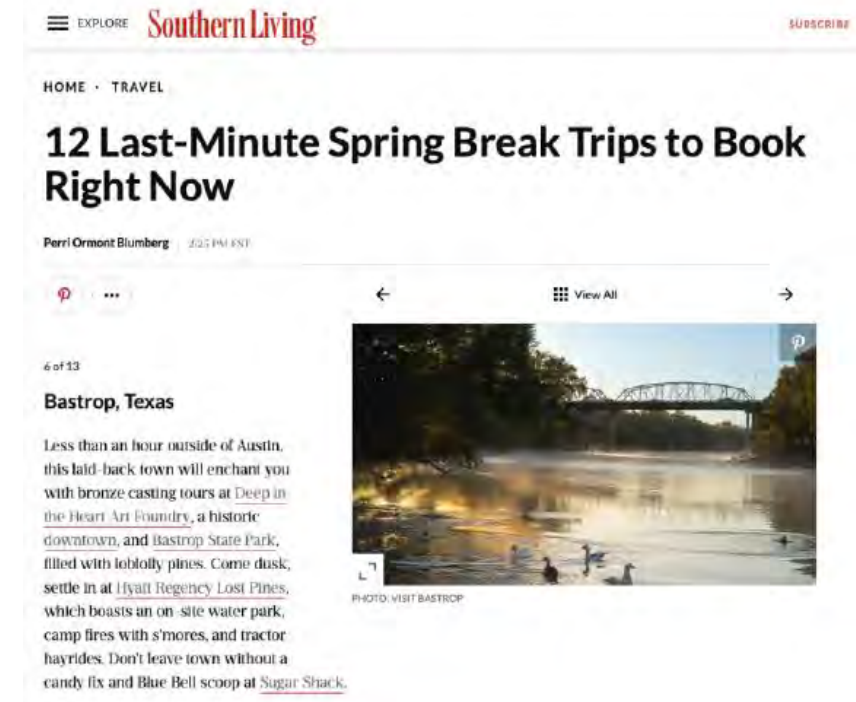 EXPLORE Southern Living SUBSCRIBE
HOME · TRAVEL
12 Last-Minute Spring Break Trips to Book
Right Now
Perri Ormont Blumberg 2:25 PM EST
View All
6 of 13
Bastrop, Texas
Less than an hour outside of Austin,
this laid-back town will enchant you
with bronze casting tours at Deep in
the Heart Art Foundry, a historic
downtown, and Bastrop State Park,
filled with loblolly pines. Come dusk,
settle in at Hyatt Regency Lost Pines,
which boasts an on-site water park,
camp fires with s'mores, and tractor
hayrides. Don't leave town without a
candy fix and Blue Bell scoop at Sugar Shack.
PHOTO: VISIT BASTROP